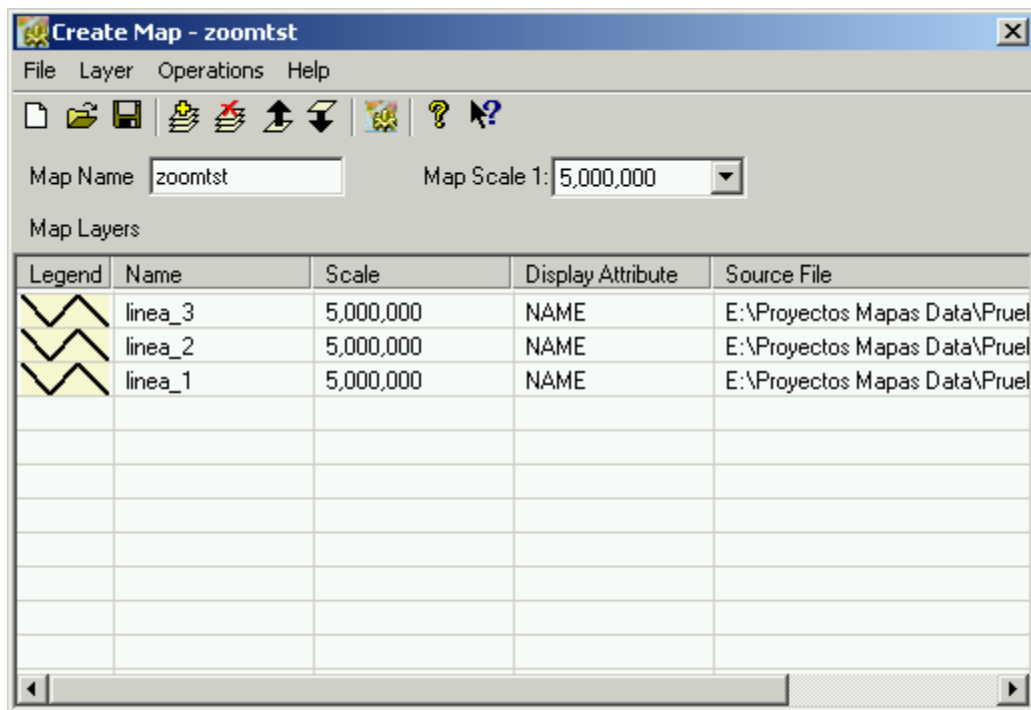 Create Map - zoomtst
File Layer Operations Help
Map Name zoomtst Map Scale 1: 5,000,000
Map Layers
Legend Name Scale Display Attribute Source File
linea_3 5,000,000 NAME E:\Proyectos Mapas Data\Pruel
linea_2 5,000,000 NAME E:\Proyectos Mapas Data\Pruel
linea_1 5,000,000 NAME E:\Proyectos Mapas Data\Pruel